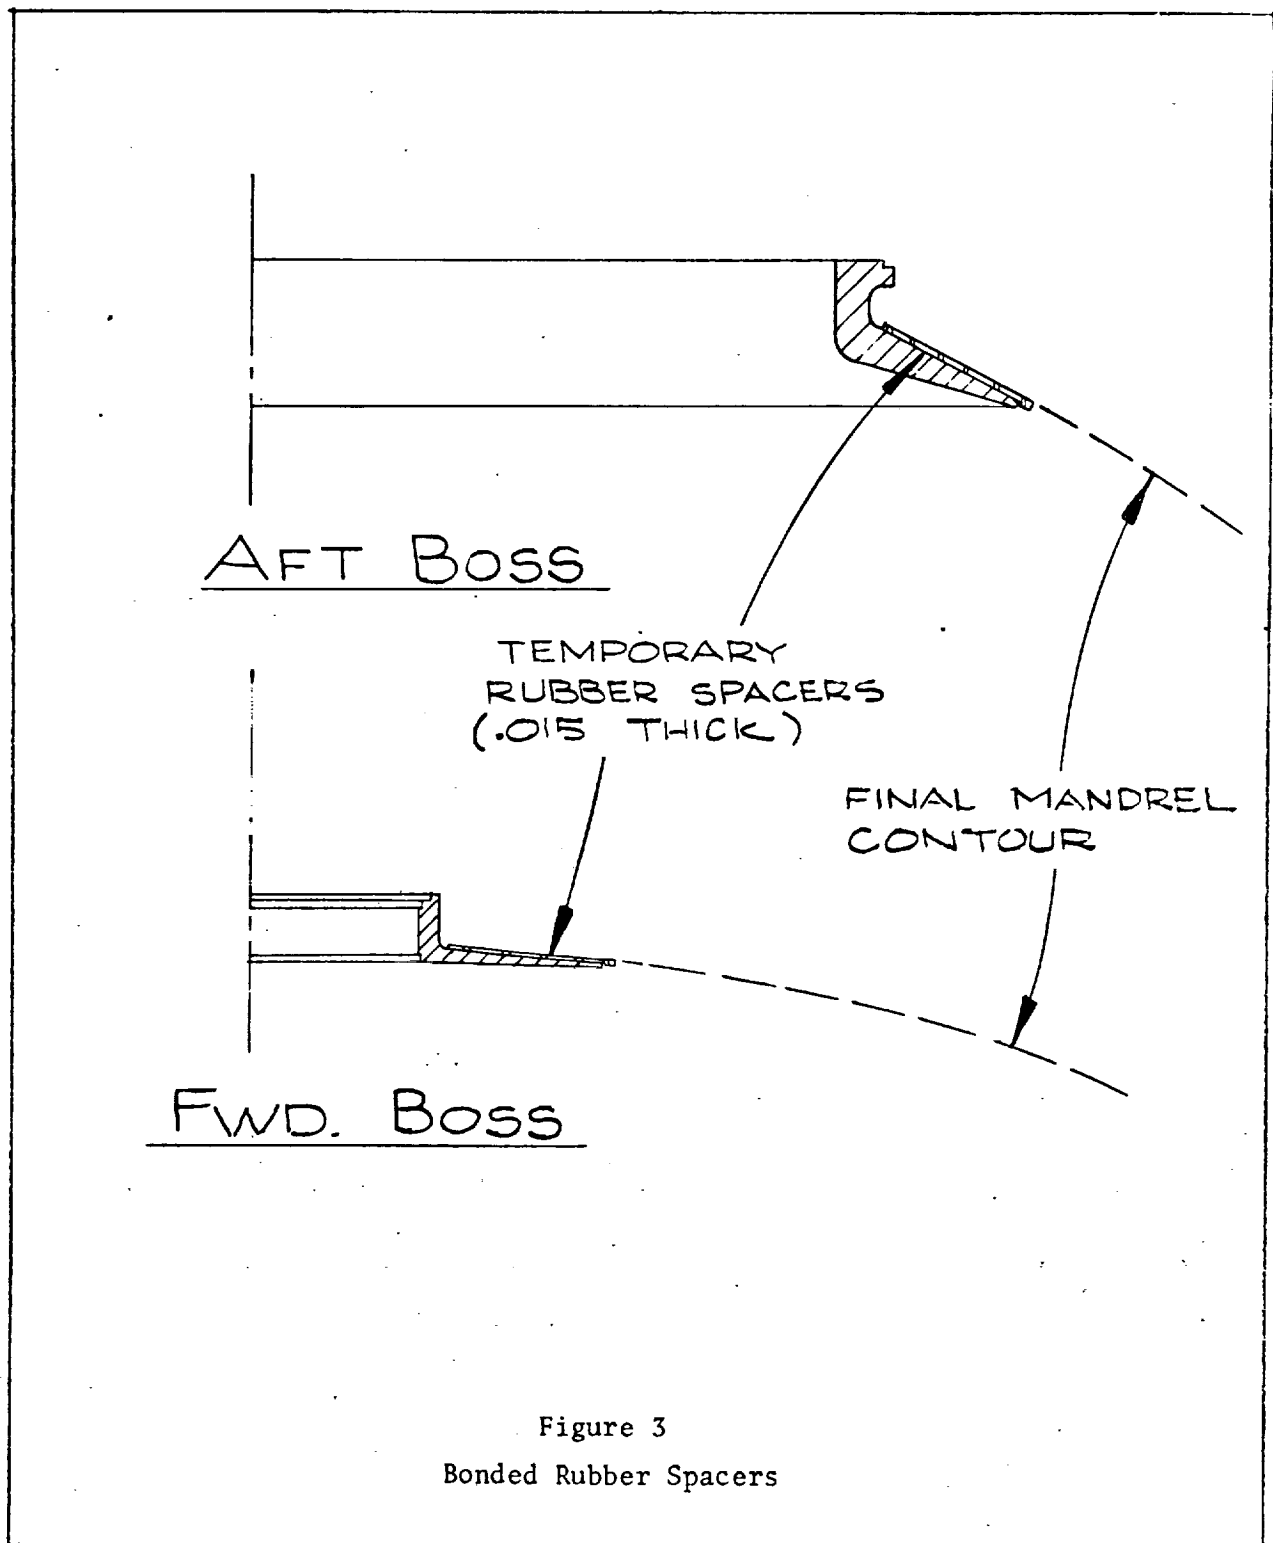 AFT BOSS
TEMPORARY
RUBBER SPACERS
(.015 THICK)
FINAL MANDREL
CONTOUR
FWD. BOSS
Figure 3
Bonded Rubber Spacers